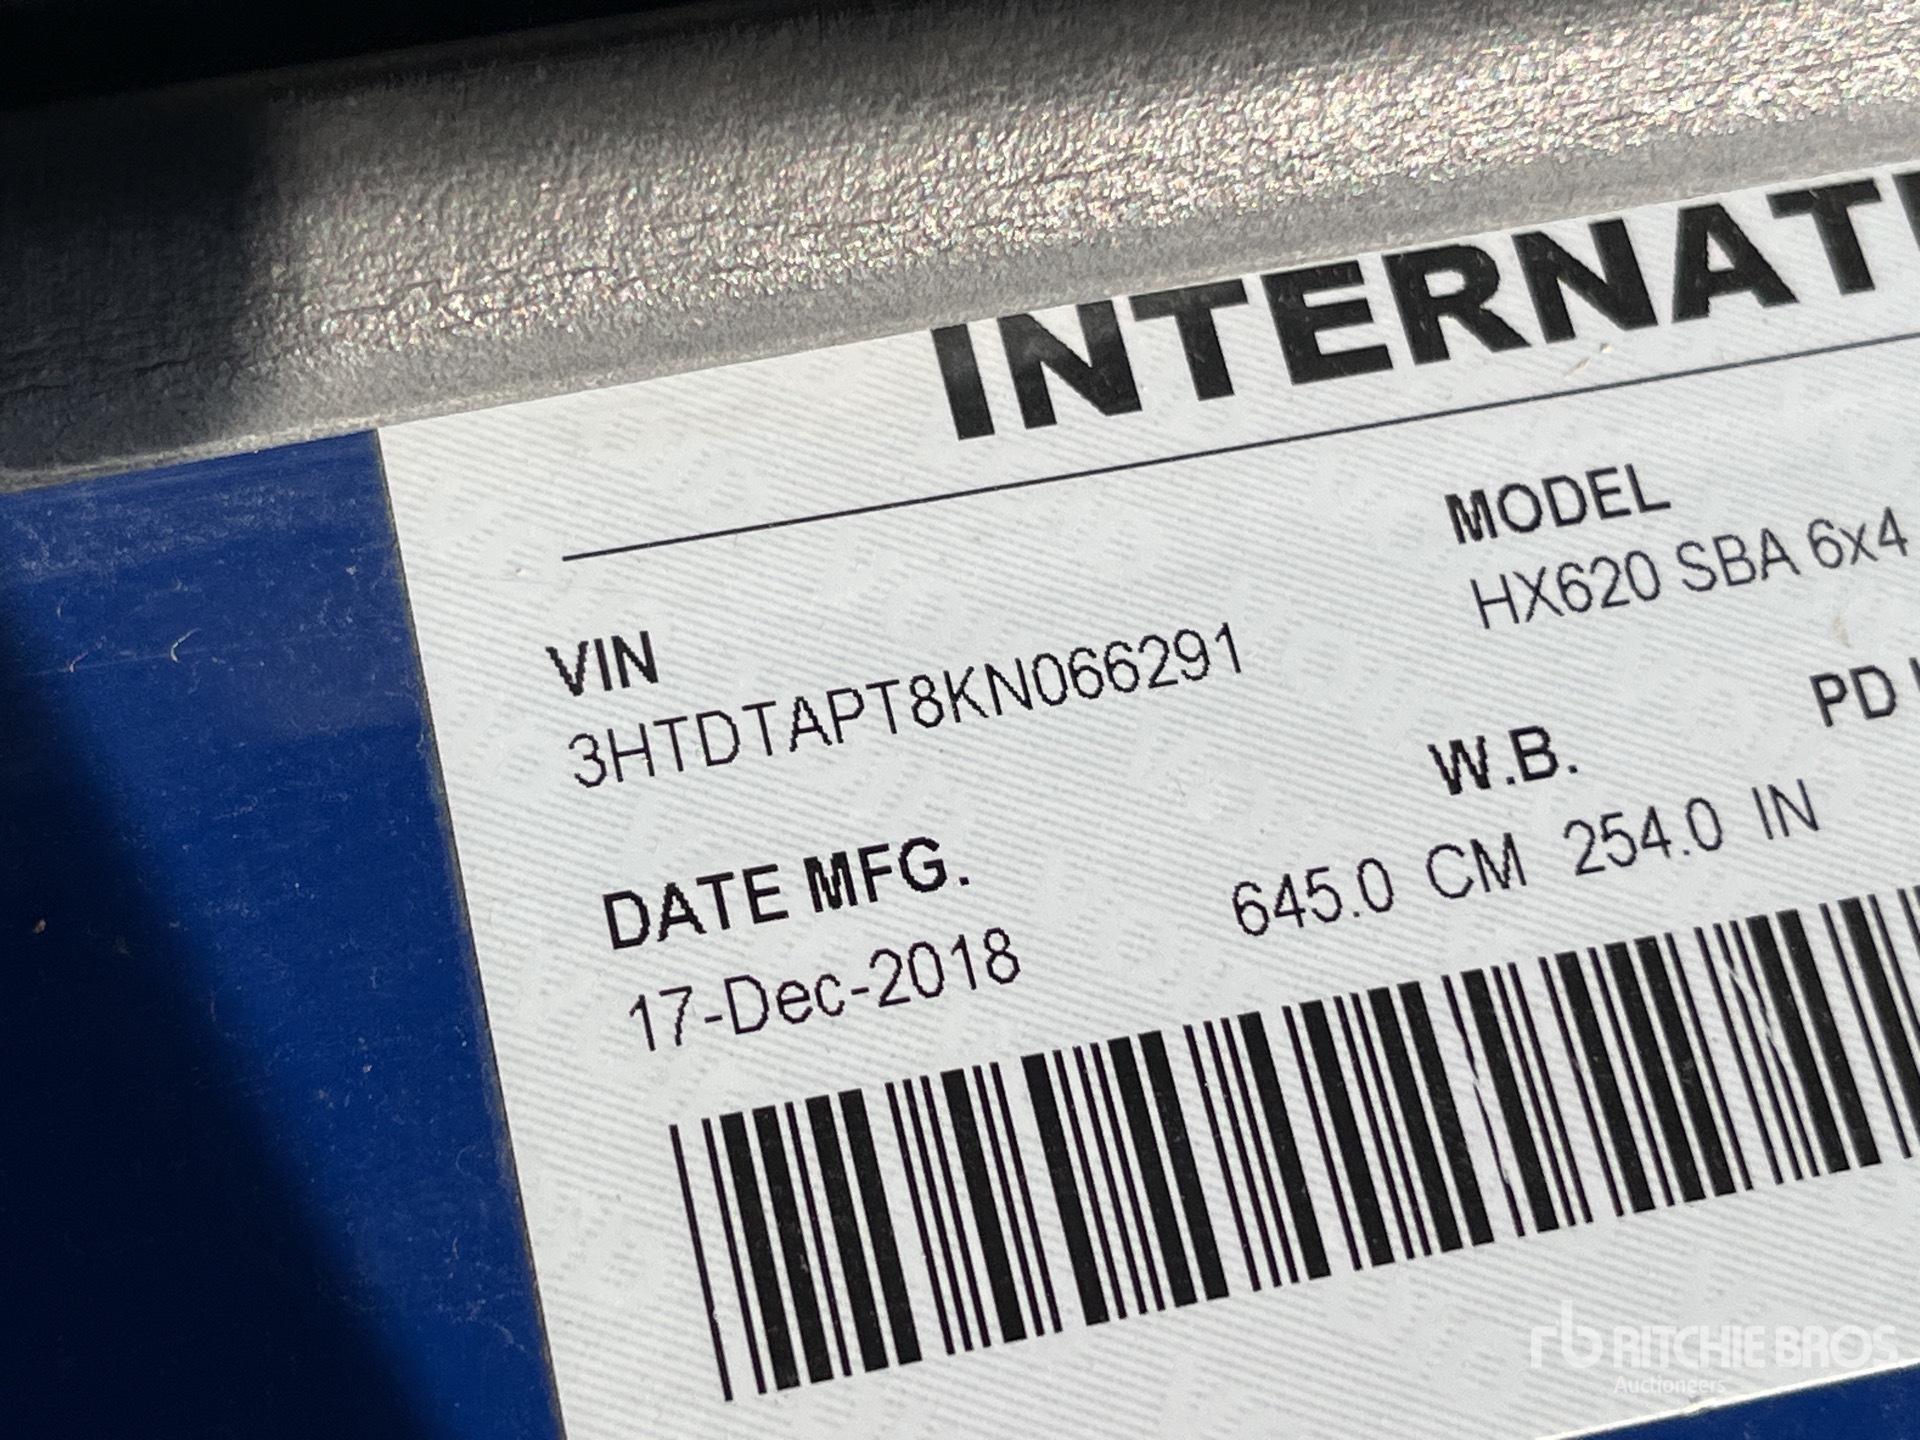 INTERNAT
MODEL
HX620 SBA 6x4
VIN
3HTDTAPT8KN066291
PD
W.B.
645.0 CM 254.0 IN
DATE MFG.
17-Dec-2018
rb RITCHIE BROS
Auctioneers